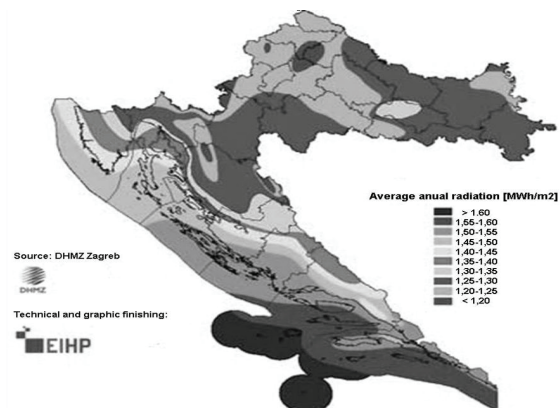 Average anual radiation [MWh/m2]
> 1.60
1,55-1,60
1,50-1,55
1,45-1,50
1,40-1,45
1,35-1,40
1,30-1,35
1,25-1,30
1,20-1,25
< 1,20
Source: DHMZ Zagreb
DHMZ
Technical and graphic finishing:
EIHP